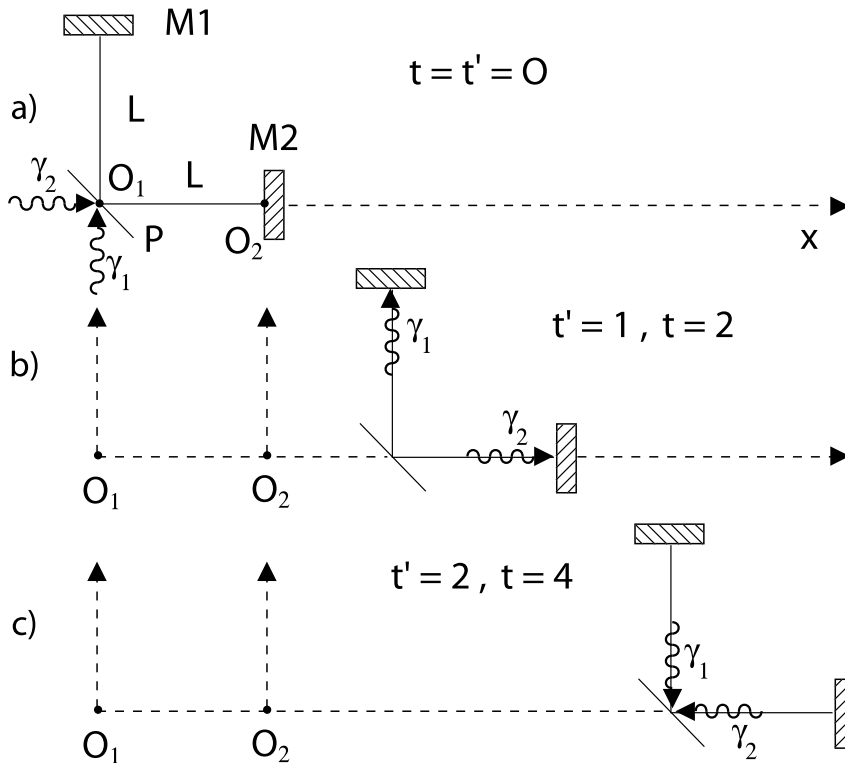 M1
t = t' = O
a)
L
M2
γ₂
O₁
L
P
O₂
x
γ₁
t' = 1 , t = 2
γ₁
b)
γ₂
O₁
O₂
t' = 2 , t = 4
c)
γ₁
O₁
O₂
γ₂